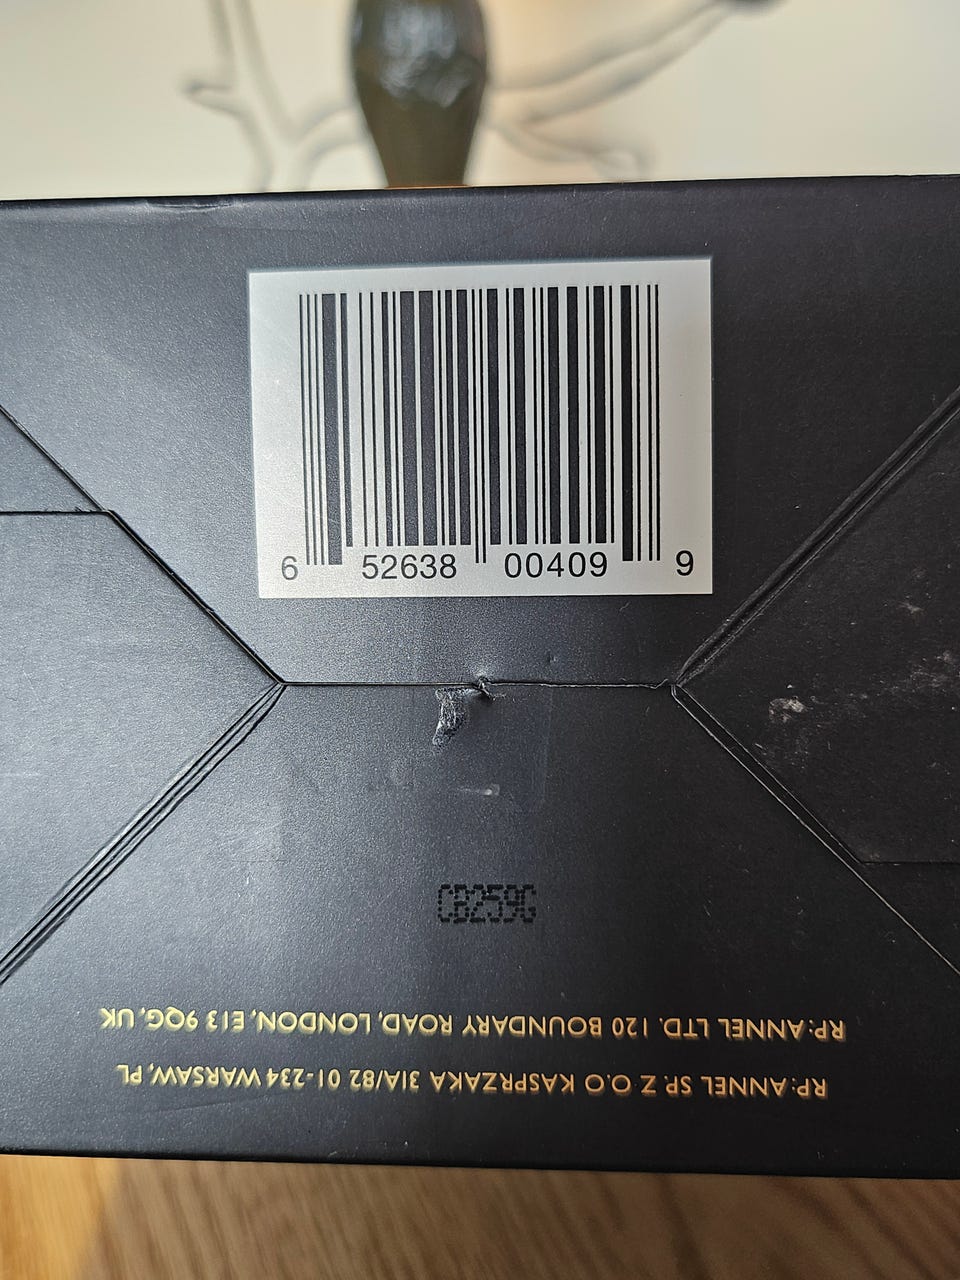 6 52638 00409 9
CB259G
RP: ANNEL LTD. 120 BOUNDARY ROAD, LONDON, E13 9QG, UK
RP: ANNEL SP. Z O.O KASPRZAKA 31A/82 01-234 WARSAW, PL